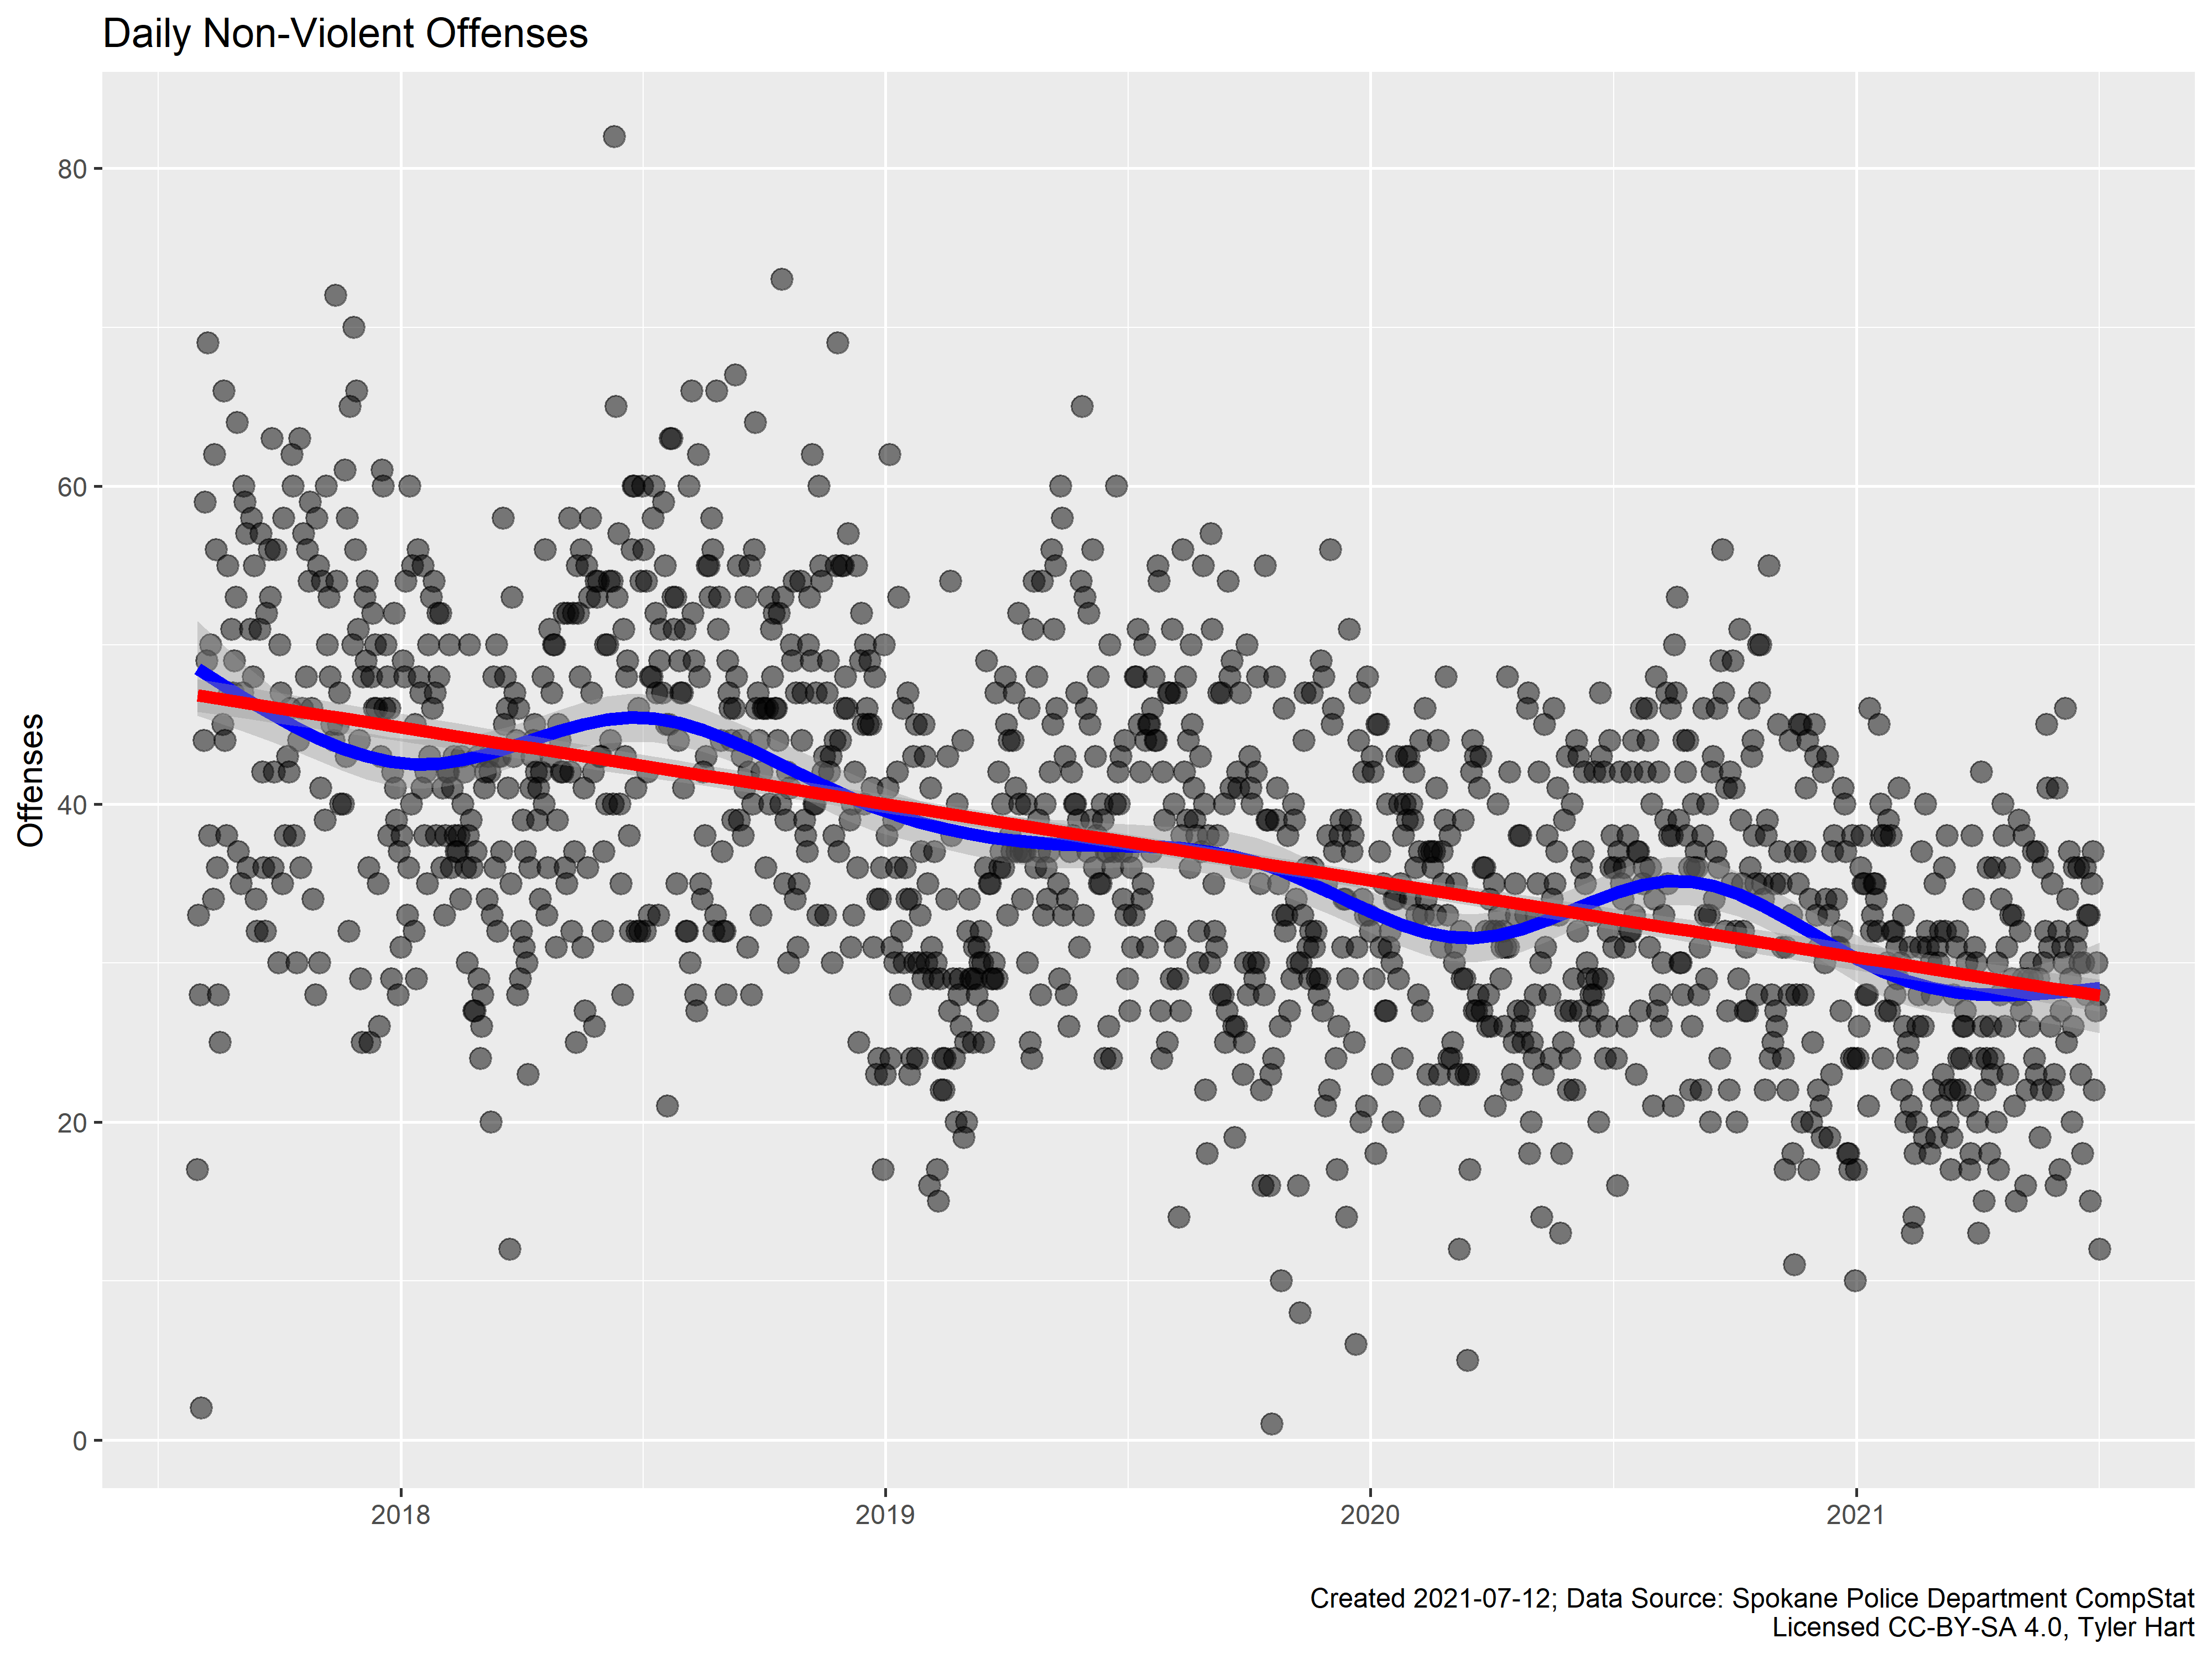 Daily Non-Violent Offenses
Offenses
80
60
40
20
0
2018 2019 2020 2021
Created 2021-07-12; Data Source: Spokane Police Department CompStat
Licensed CC-BY-SA 4.0, Tyler Hart